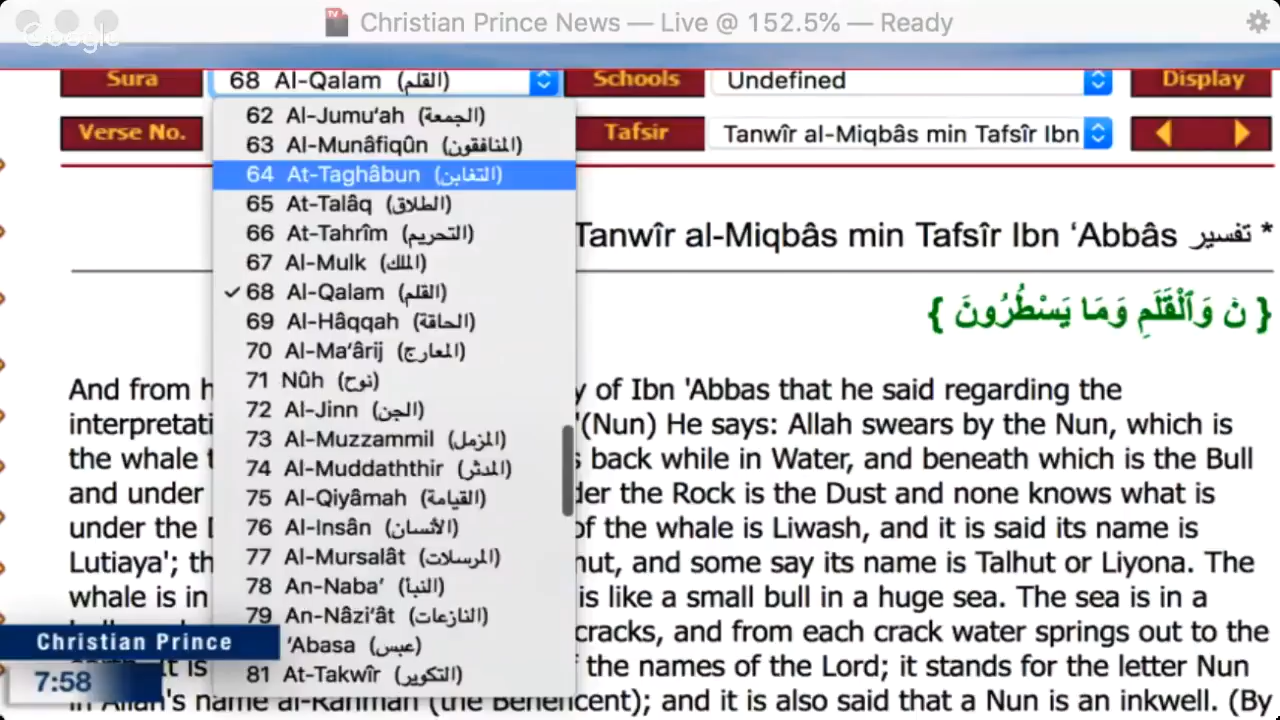 Christian Prince News — Live @ 152.5% — Ready
Google
Sura 68 Al-Qalam (القلم) Schools Undefined Display
Verse No. Tafsir Tanwîr al-Miqbâs min Tafsîr Ibn
62 Al-Jumu‘ah (الجمعة)
63 Al-Munâfiqûn (المنافقون)
64 At-Taghâbun (التغابن)
65 At-Talâq (الطلاق)
66 At-Tahrîm (التحريم)
67 Al-Mulk (الملك)
✓ 68 Al-Qalam (القلم)
69 Al-Hâqqah (الحاقة)
70 Al-Ma‘ârij (المعارج)
71 Nûh (نوح)
72 Al-Jinn (الجن)
73 Al-Muzzammil (المزمل)
74 Al-Muddaththir (المدثر)
75 Al-Qiyâmah (القيامة)
76 Al-Insân (الأنسان)
77 Al-Mursalât (المرسلات)
78 An-Naba’ (النبأ)
79 An-Nâzi‘ât (النازعات)
‘Abasa (عبس)
81 At-Takwîr (التكوير)
Tanwîr al-Miqbâs min Tafsîr Ibn ‘Abbâs تفسير *
{ نۤ وَٱلْقَلَمِ وَمَا يَسْطُرُونَ }
And from y of Ibn 'Abbas that he said regarding the
interpretati '(Nun) He says: Allah swears by the Nun, which is
the whale s back while in Water, and beneath which is the Bull
and under der the Rock is the Dust and none knows what is
under the of the whale is Liwash, and it is said its name is
Lutiaya'; nut, and some say its name is Talhut or Liyona. The
whale is in is like a small bull in a huge sea. The sea is in a
cracks, and from each crack water springs out to the
earth. It is f the names of the Lord; it stands for the letter Nun
in Allah's name al-Rahman (the Beneficent); and it is also said that a Nun is an inkwell. (By
Christian Prince
7:58